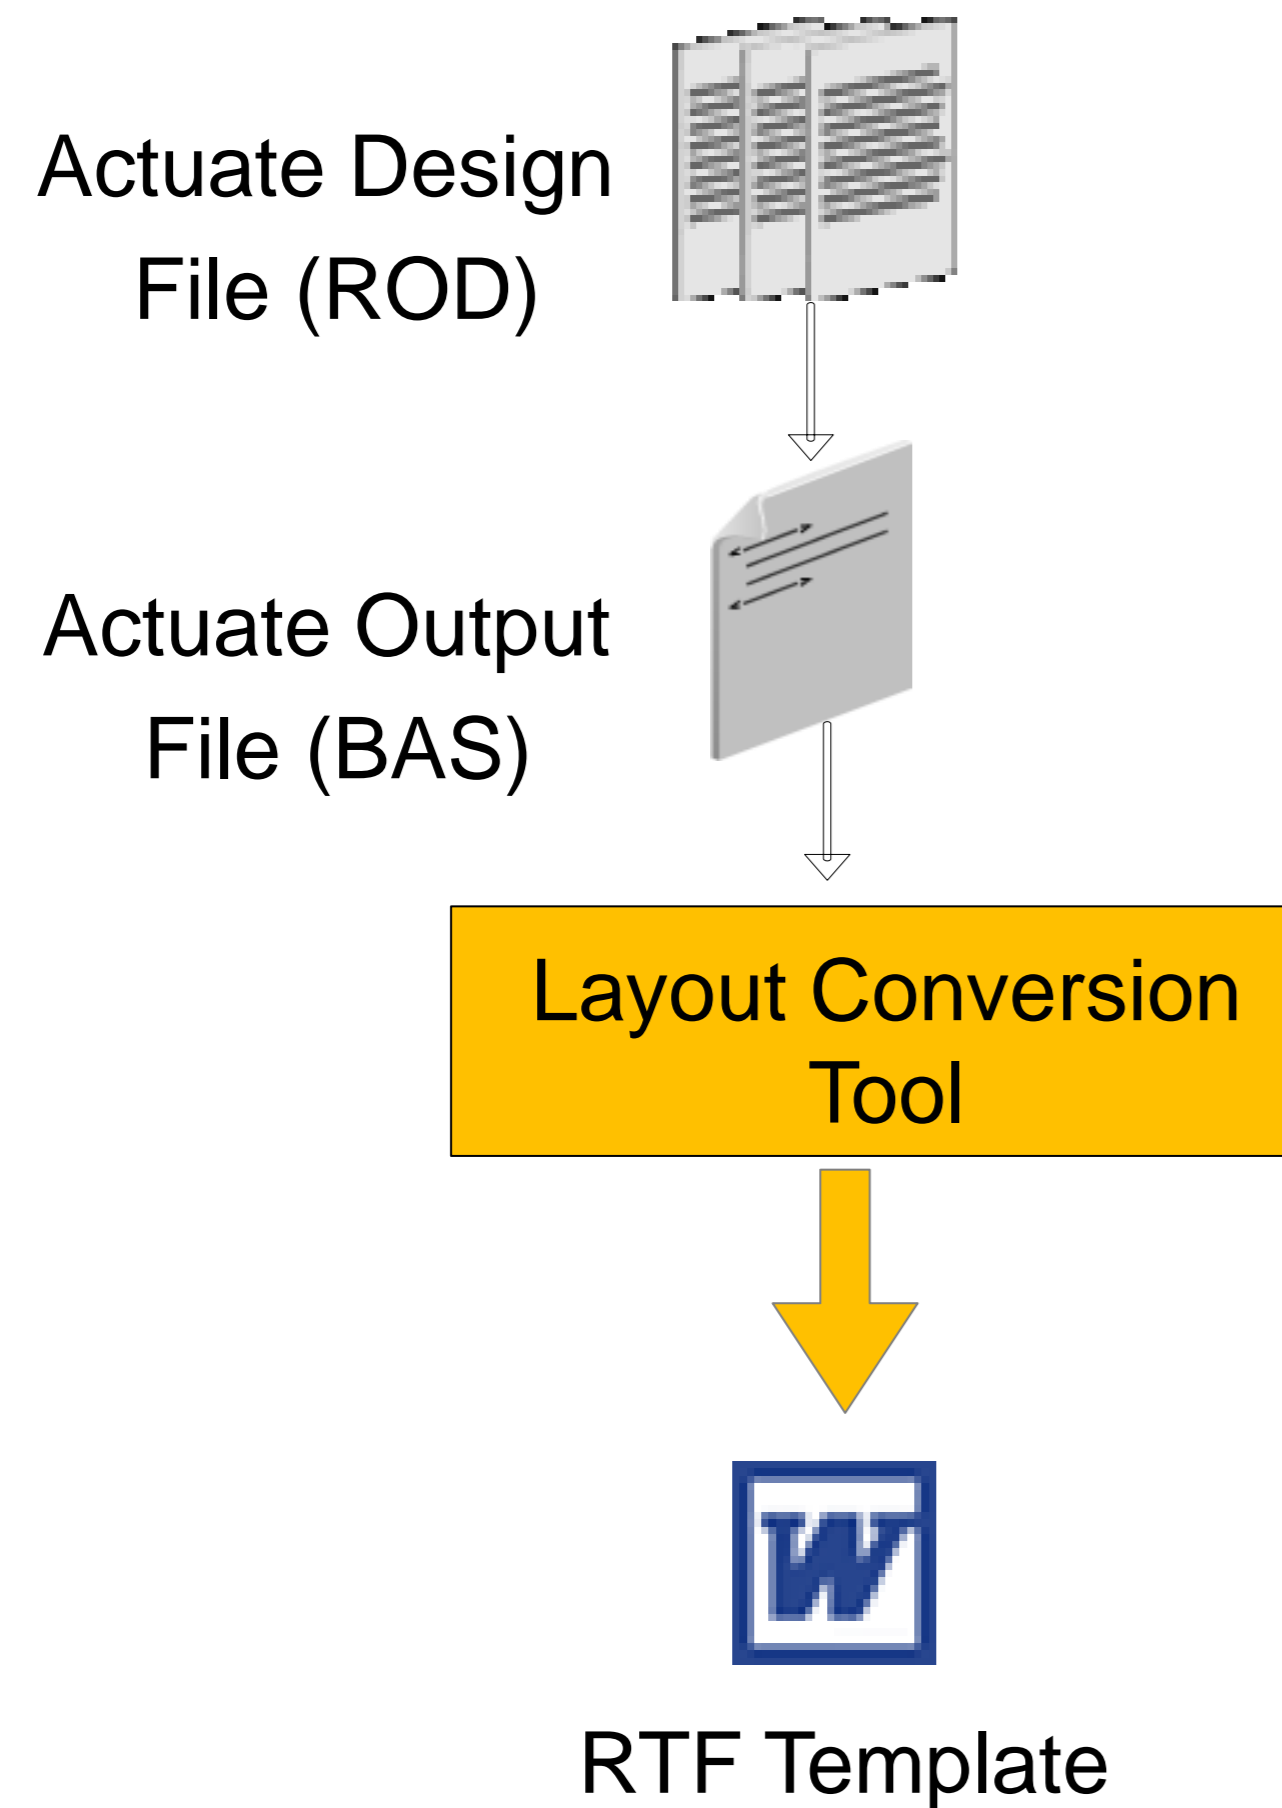 Actuate Design
File (ROD)
Actuate Output
File (BAS)
Layout Conversion
Tool
W
RTF Template